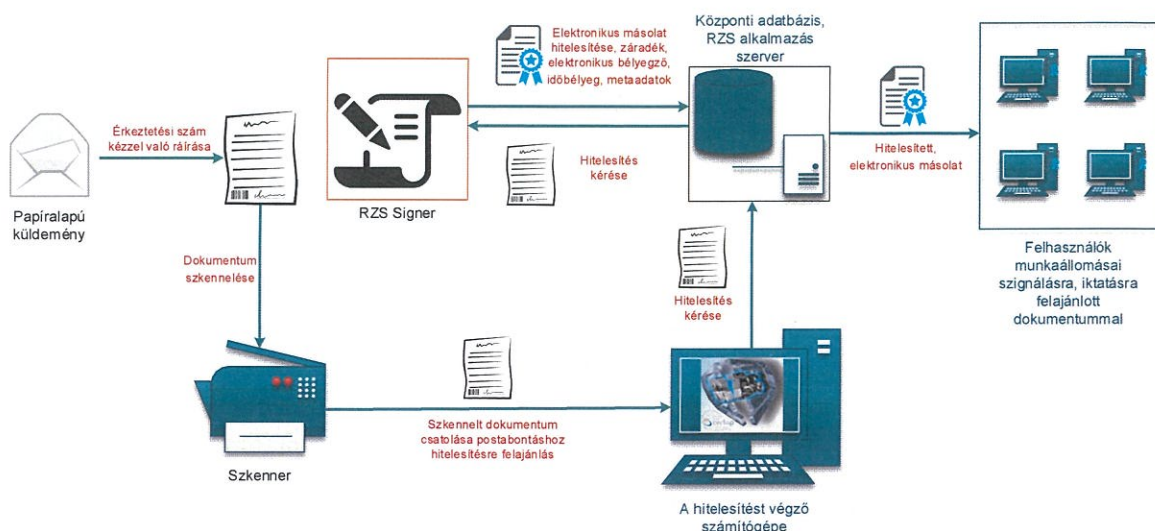 Központi adatbázis,
RZS alkalmazás
szerver
Elektronikus másolat
hitelesítése, záradék,
elektronikus bélyegző,
időbélyeg, metaadatok
Érkeztetési szám
kézzel való ráírása
Hitelesítés
kérése
Hitelesített,
elektronikus másolat
Papíralapú
küldemény
RZS Signer
Dokumentum
szkennelése
Hitelesítés
kérése
Felhasználók
munkaállomásai
szignálásra, iktatásra
felajánlott
dokumentummal
Szkennelt dokumentum
csatolása postabontáshoz
hitelesítésre felajánlás
Szkenner
A hitelesítést végző
számítógépe